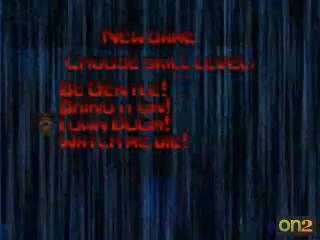 New game
Choose skill level:
Be Gentle!
Bring it on!
I own Doom!
Watch me die!
on2